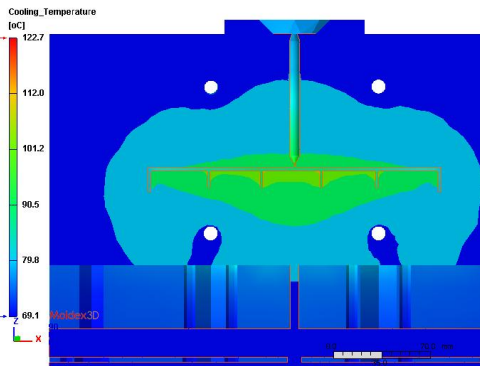 Cooling_Temperature
[oC]
122.7
112.0
101.2
90.5
79.8
69.1
Moldex3D
Z
X